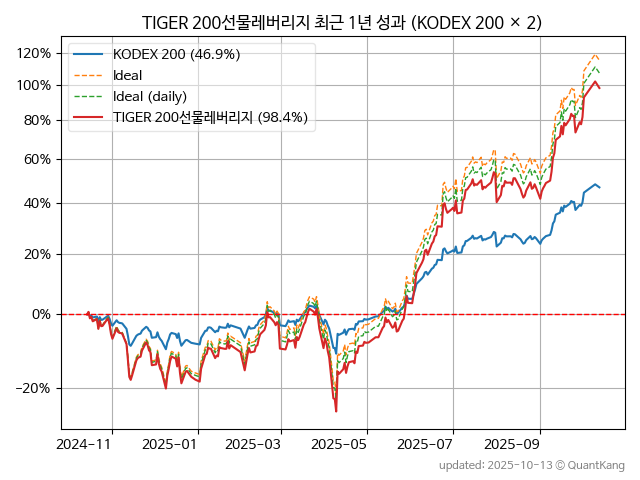 TIGER 200선물레버리지 최근 1년 성과 (KODEX 200 × 2)
KODEX 200 (46.9%)
Ideal
Ideal (daily)
TIGER 200선물레버리지 (98.4%)
120%
100%
80%
60%
40%
20%
0%
−20%
2024-11 2025-01 2025-03 2025-05 2025-07 2025-09
updated: 2025-10-13 © QuantKang